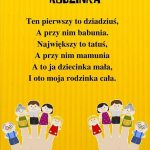 RODZINKA
Ten pierwszy to dziadziuś,
A przy nim babunia.
Największy to tatuś,
A przy nim mamunia
A to ja dziecinka mała,
I oto moja rodzinka cała.